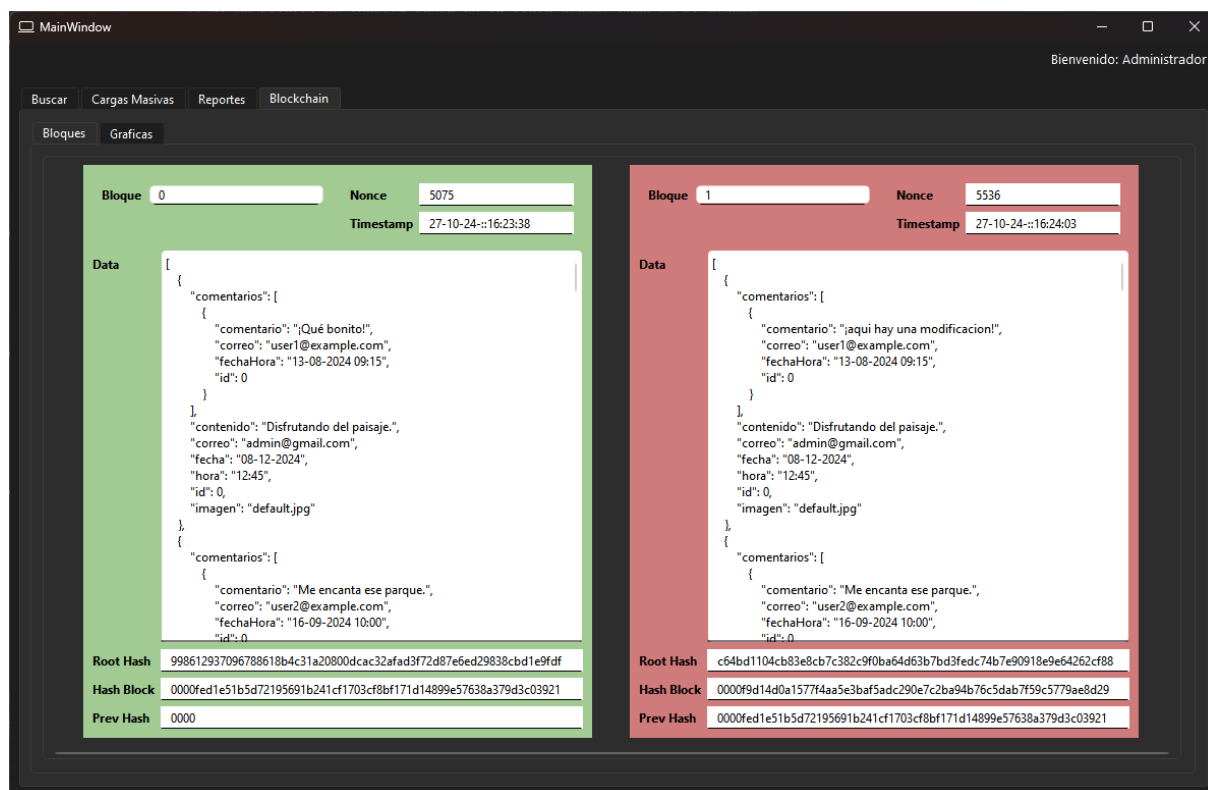 MainWindow
Bienvenido: Administrador
Buscar Cargas Masivas Reportes Blockchain
Bloques Graficas
Bloque 0 Nonce 5075
Timestamp 27-10-24-::16:23:38
Data
[
{
"comentarios": [
{
"comentario": "¡Qué bonito!",
"correo": "user1@example.com",
"fechaHora": "13-08-2024 09:15",
"id": 0
}
],
"contenido": "Disfrutando del paisaje.",
"correo": "admin@gmail.com",
"fecha": "08-12-2024",
"hora": "12:45",
"id": 0,
"imagen": "default.jpg"
},
{
"comentarios": [
{
"comentario": "Me encanta ese parque.",
"correo": "user2@example.com",
"fechaHora": "16-09-2024 10:00",
"id": 0
Root Hash 998612937096788618b4c31a20800dcac32afad3f72d87e6ed29838cbd1e9fdf
Hash Block 0000fed1e51b5d72195691b241cf1703cf8bf171d14899e57638a379d3c03921
Prev Hash 0000
Bloque 1 Nonce 5536
Timestamp 27-10-24-::16:24:03
Data
[
{
"comentarios": [
{
"comentario": "¡aqui hay una modificacion!",
"correo": "user1@example.com",
"fechaHora": "13-08-2024 09:15",
"id": 0
}
],
"contenido": "Disfrutando del paisaje.",
"correo": "admin@gmail.com",
"fecha": "08-12-2024",
"hora": "12:45",
"id": 0,
"imagen": "default.jpg"
},
{
"comentarios": [
{
"comentario": "Me encanta ese parque.",
"correo": "user2@example.com",
"fechaHora": "16-09-2024 10:00",
"id": 0
Root Hash c64bd1104cb83e8cb7c382c9f0ba64d63b7bd3fedc74b7e90918e9e64262cf88
Hash Block 0000f9d14d0a1577f4aa5e3baf5adc290e7c2ba94b76c5dab7f59c5779ae8d29
Prev Hash 0000fed1e51b5d72195691b241cf1703cf8bf171d14899e57638a379d3c03921